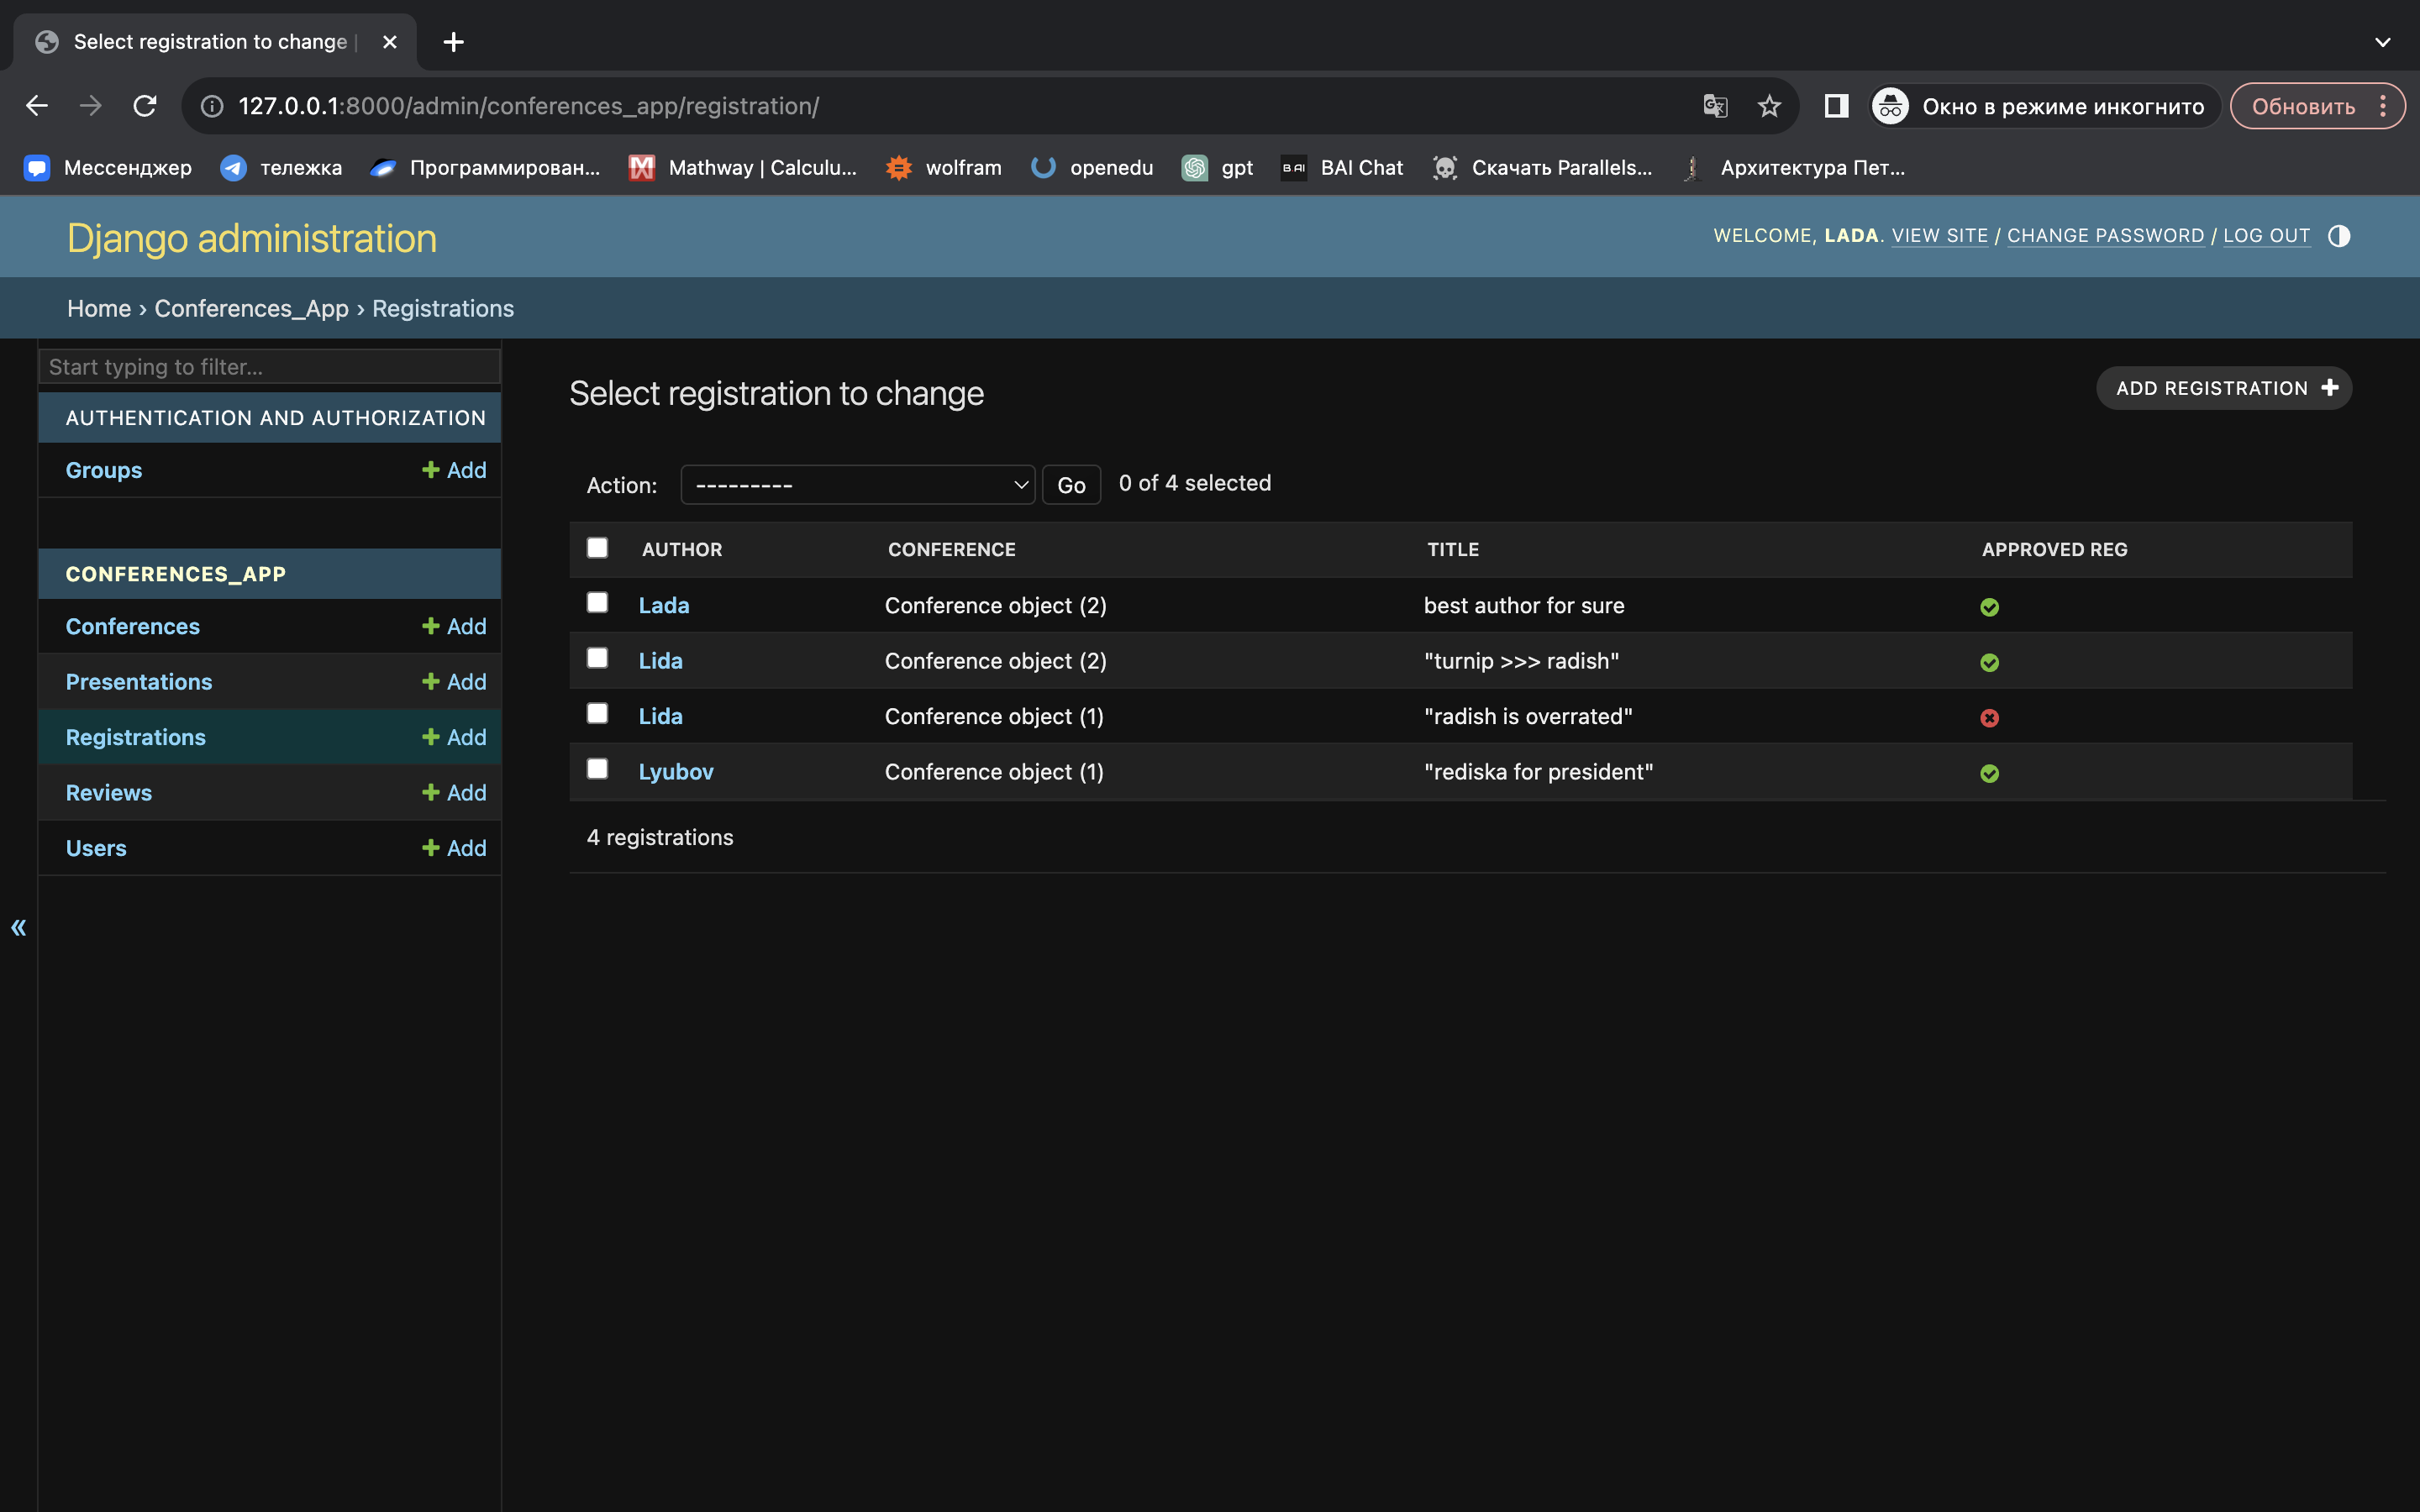 Select registration to change |
127.0.0.1:8000/admin/conferences_app/registration/
Окно в режиме инкогнито
Обновить
Мессенджер
тележка
Программирован...
Mathway | Calculu...
wolfram
openedu
gpt
B AI
BAI Chat
Скачать Parallels...
Архитектура Пет...
Django administration
WELCOME, LADA. VIEW SITE / CHANGE PASSWORD / LOG OUT
Home › Conferences_App › Registrations
Start typing to filter...
AUTHENTICATION AND AUTHORIZATION
Groups + Add
CONFERENCES_APP
Conferences + Add
Presentations + Add
Registrations + Add
Reviews + Add
Users + Add
«
Select registration to change
ADD REGISTRATION +
Action: --------- Go 0 of 4 selected
AUTHOR CONFERENCE TITLE APPROVED REG
Lada Conference object (2) best author for sure
Lida Conference object (2) "turnip >>> radish"
Lida Conference object (1) "radish is overrated"
Lyubov Conference object (1) "rediska for president"
4 registrations